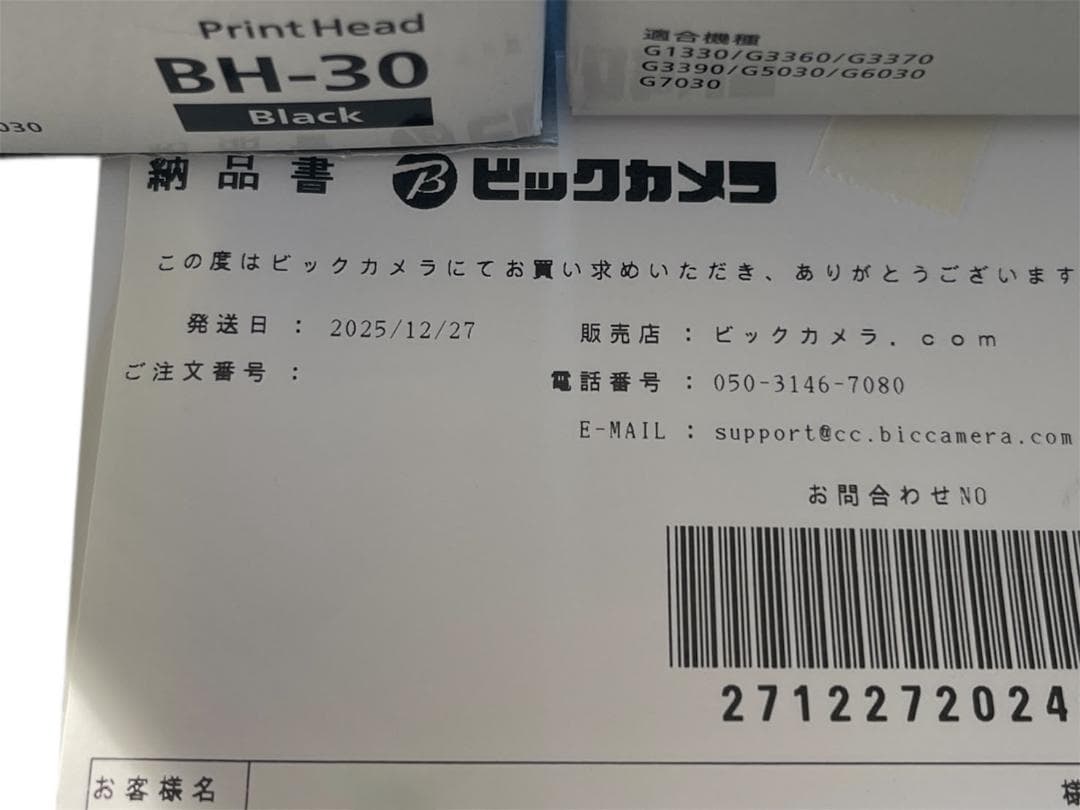 Print Head
BH-30
Black
030
適合機種
G1330/G3360/G3370
G3390/G5030/G6030
G7030
納品書
ビックカメラ
この度はビックカメラにてお買い求めいただき、ありがとうございます
発送日 : 2025/12/27
販売店 : ビックカメラ．ｃｏｍ
ご注文番号 :
電話番号 : 050-3146-7080
E-MAIL : support@cc.biccamera.com
お問合わせNO
2712272024
お客様名
様